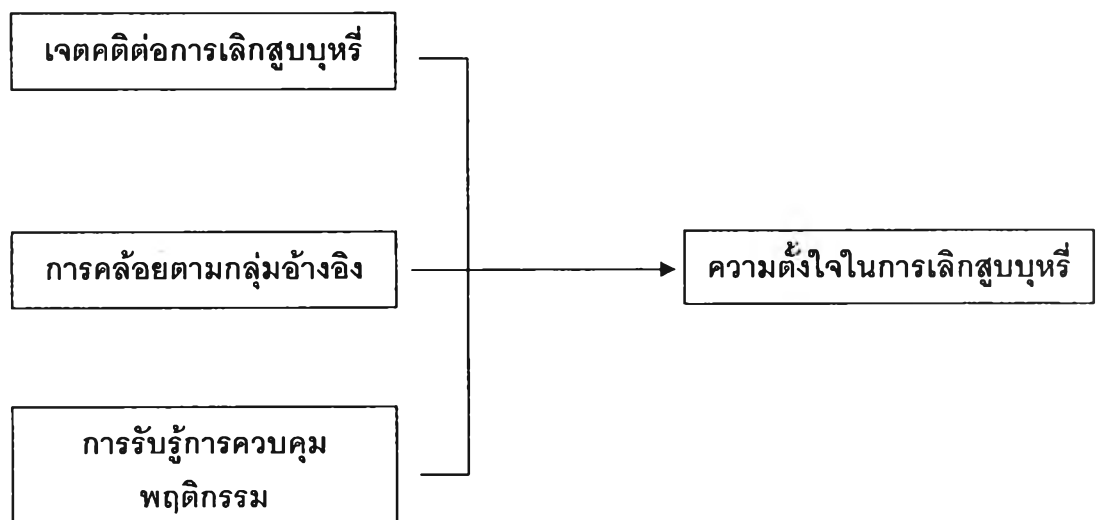 เจตคติต่อการเลิกสูบบุหรี่
การคล้อยตามกลุ่มอ้างอิง
ความตั้งใจในการเลิกสูบบุหรี่
การรับรู้การควบคุม
พฤติกรรม